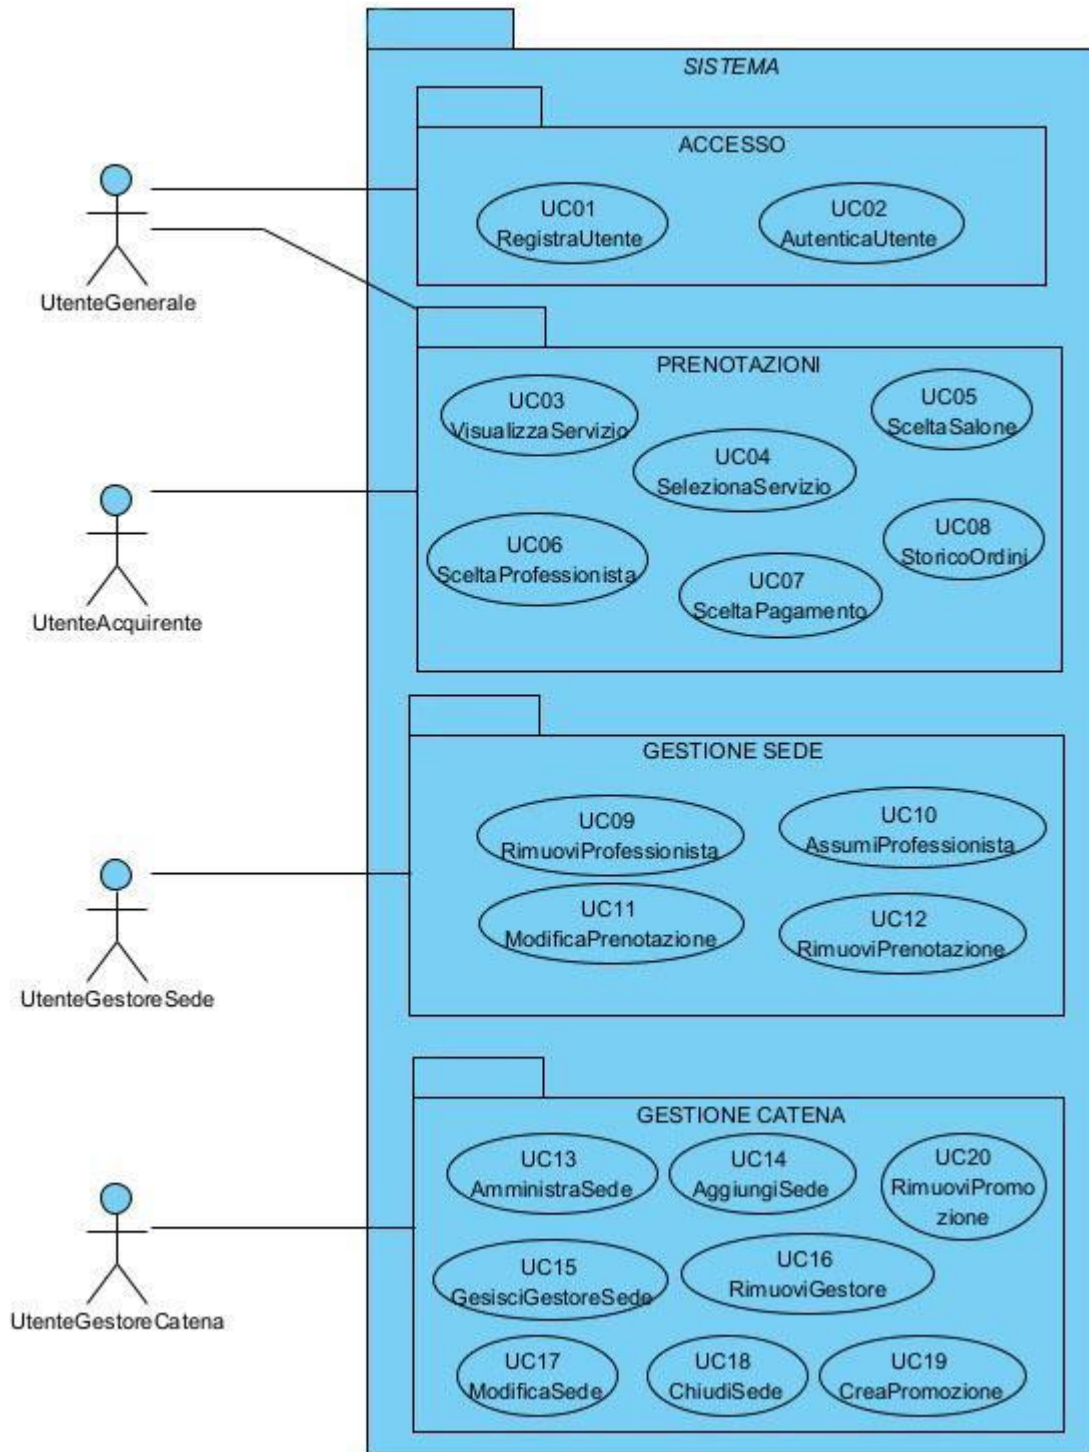 SISTEMA
ACCESSO
UC01
RegistraUtente
UC02
AutenticaUtente
UtenteGenerale
PRENOTAZIONI
UC03
VisualizzaServizio
UC04
SelezionaServizio
UC05
SceltaSalone
UC06
SceltaProfessionista
UC07
SceltaPagamento
UC08
StoricoOrdini
UtenteAcquirente
GESTIONE SEDE
UC09
RimuoviProfessionista
UC10
AssumiProfessionista
UC11
ModificaPrenotazione
UC12
RimuoviPrenotazione
UtenteGestoreSede
GESTIONE CATENA
UC13
AmministraSede
UC14
AggiungiSede
UC20
RimuoviPromo
zione
UC15
GesisciGestoreSede
UC16
RimuoviGestore
UtenteGestoreCatena
UC17
ModificaSede
UC18
ChiudiSede
UC19
CreaPromozione